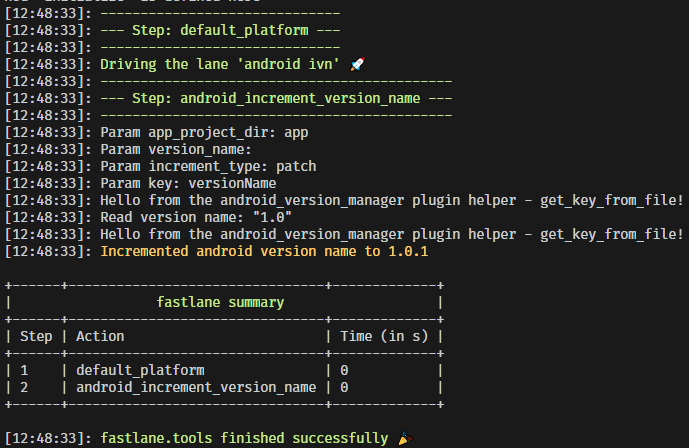 [12:48:33]: ------------------------------
[12:48:33]: --- Step: default_platform ---
[12:48:33]: ------------------------------
[12:48:33]: Driving the lane 'android ivn' 🚀
[12:48:33]: --------------------------------------------
[12:48:33]: --- Step: android_increment_version_name ---
[12:48:33]: --------------------------------------------
[12:48:33]: Param app_project_dir: app
[12:48:33]: Param version_name:
[12:48:33]: Param increment_type: patch
[12:48:33]: Param key: versionName
[12:48:33]: Hello from the android_version_manager plugin helper - get_key_from_file!
[12:48:33]: Read version name: "1.0"
[12:48:33]: Hello from the android_version_manager plugin helper - get_key_from_file!
[12:48:33]: Incremented android version name to 1.0.1
+------+--------------------------------+-------------+
|                  fastlane summary                   |
+------+--------------------------------+-------------+
| Step | Action                         | Time (in s) |
+------+--------------------------------+-------------+
| 1    | default_platform               | 0           |
| 2    | android_increment_version_name | 0           |
+------+--------------------------------+-------------+
[12:48:33]: fastlane.tools finished successfully 🎉